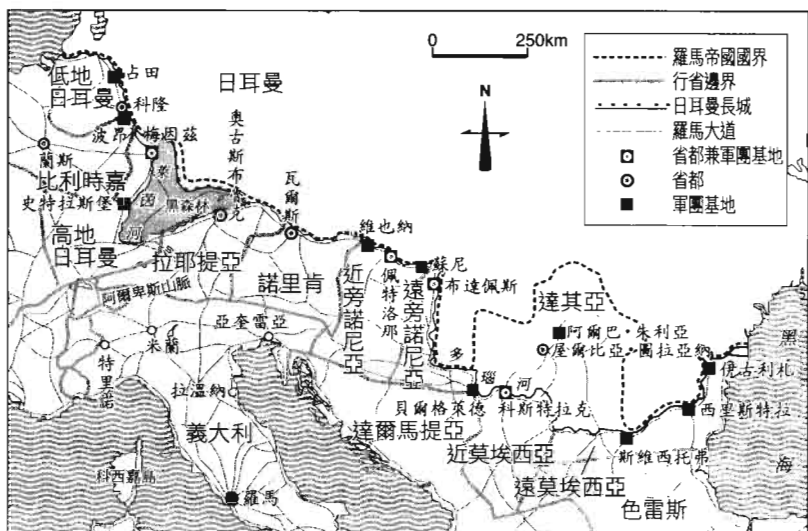 0 250km
N
羅馬帝國國界
行省邊界
日耳曼長城
羅馬大道
省都兼軍團基地
省都
軍團基地
低地
日耳曼
占田
科隆
波昂
梅因茲
日耳曼
蘭斯
比利時嘉
史特拉斯堡
高地
日耳曼
萊
因
河
黑森林
奧古斯布
克
瓦爾斯
拉耶提亞
諾里肯
維也納
佩特洛那
蘇尼
布達佩斯
近旁諾尼亞
遠旁諾尼亞
阿爾卑斯山脈
特里諾
米蘭
亞奎雷亞
拉溫納
義大利
羅馬
科西嘉島
達爾馬提亞
達其亞
阿爾巴·朱利亞
圖拉亞納
多
瑙
河
貝爾格萊德
科斯特拉克
近莫埃西亞
遠莫埃西亞
色雷斯
斯維西托弗
西里斯特拉
伊古利札
黑
海